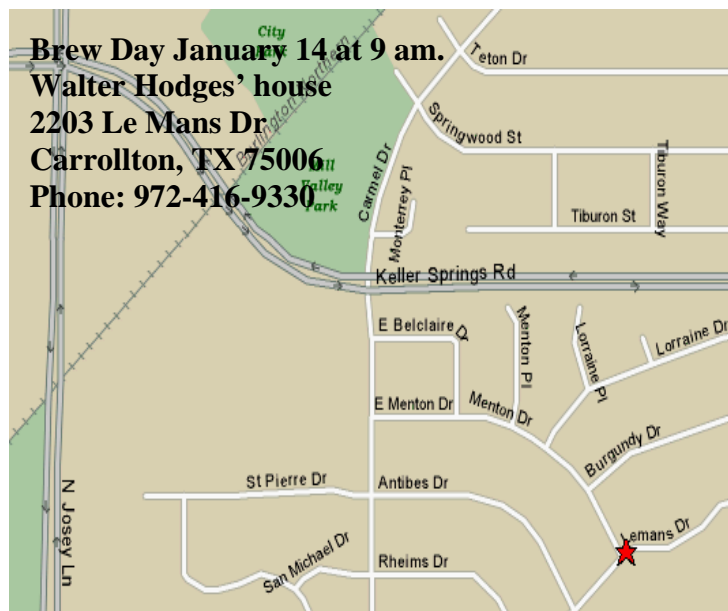 Brew Day January 14 at 9 am.
Walter Hodges’ house
2203 Le Mans Dr
Carrollton, TX 75006
Phone: 972-416-9330
City
Park
Burlington Northern
Mill
Valley
Park
Teton Dr
Springwood St
Carmel Dr
Monterrey Pl
Tiburon Way
Tiburon St
Keller Springs Rd
E Belclaire Dr
Menton Pl
Lorraine Pl
Lorraine Dr
E Menton Dr
Menton Dr
Burgundy Dr
St Pierre Dr
Antibes Dr
N Josey Ln
Lemans Dr
San Michael Dr
Rheims Dr